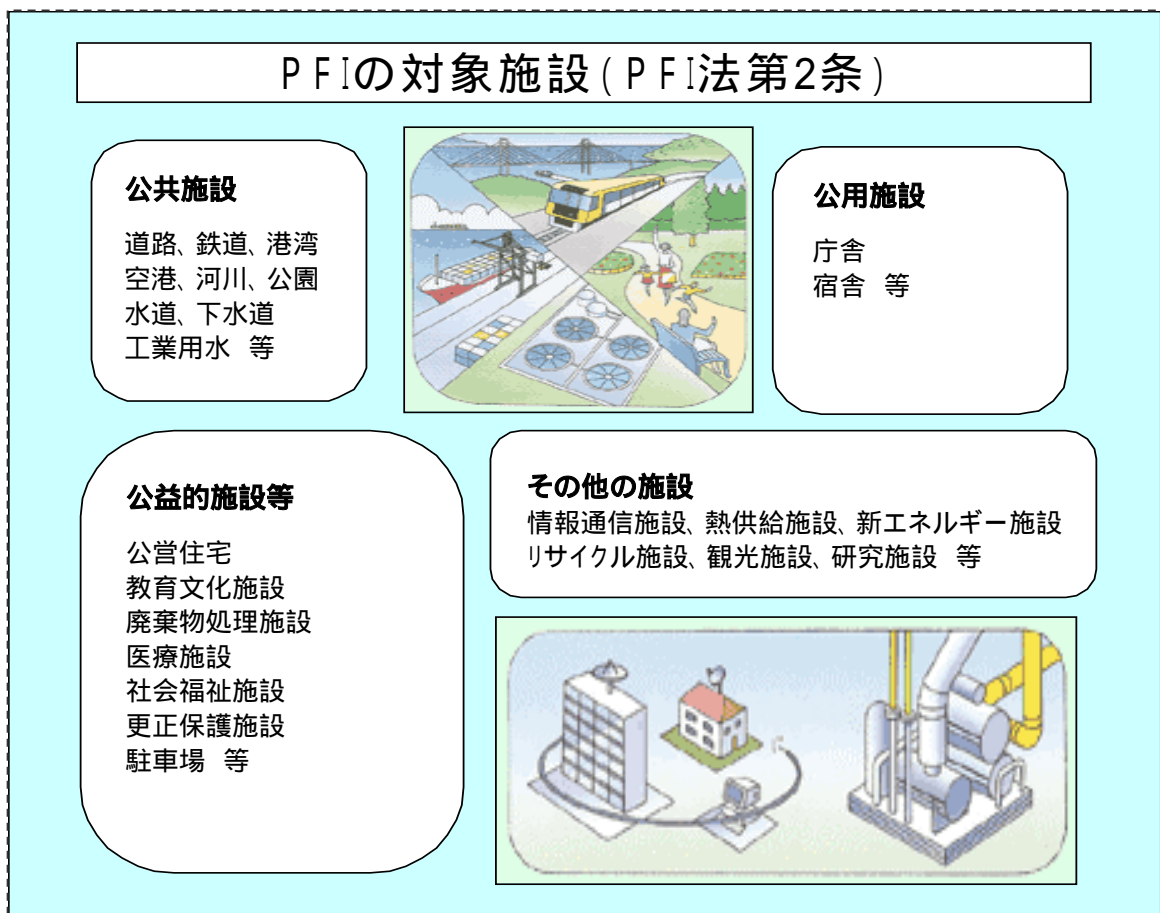 PFIの対象施設(PFI法第2条)
公共施設
道路、鉄道、港湾
空港、河川、公園
水道、下水道
工業用水 等
公用施設
庁舎
宿舎 等
公益的施設等
公営住宅
教育文化施設
廃棄物処理施設
医療施設
社会福祉施設
更正保護施設
駐車場 等
その他の施設
情報通信施設、熱供給施設、新エネルギー施設
リサイクル施設、観光施設、研究施設 等